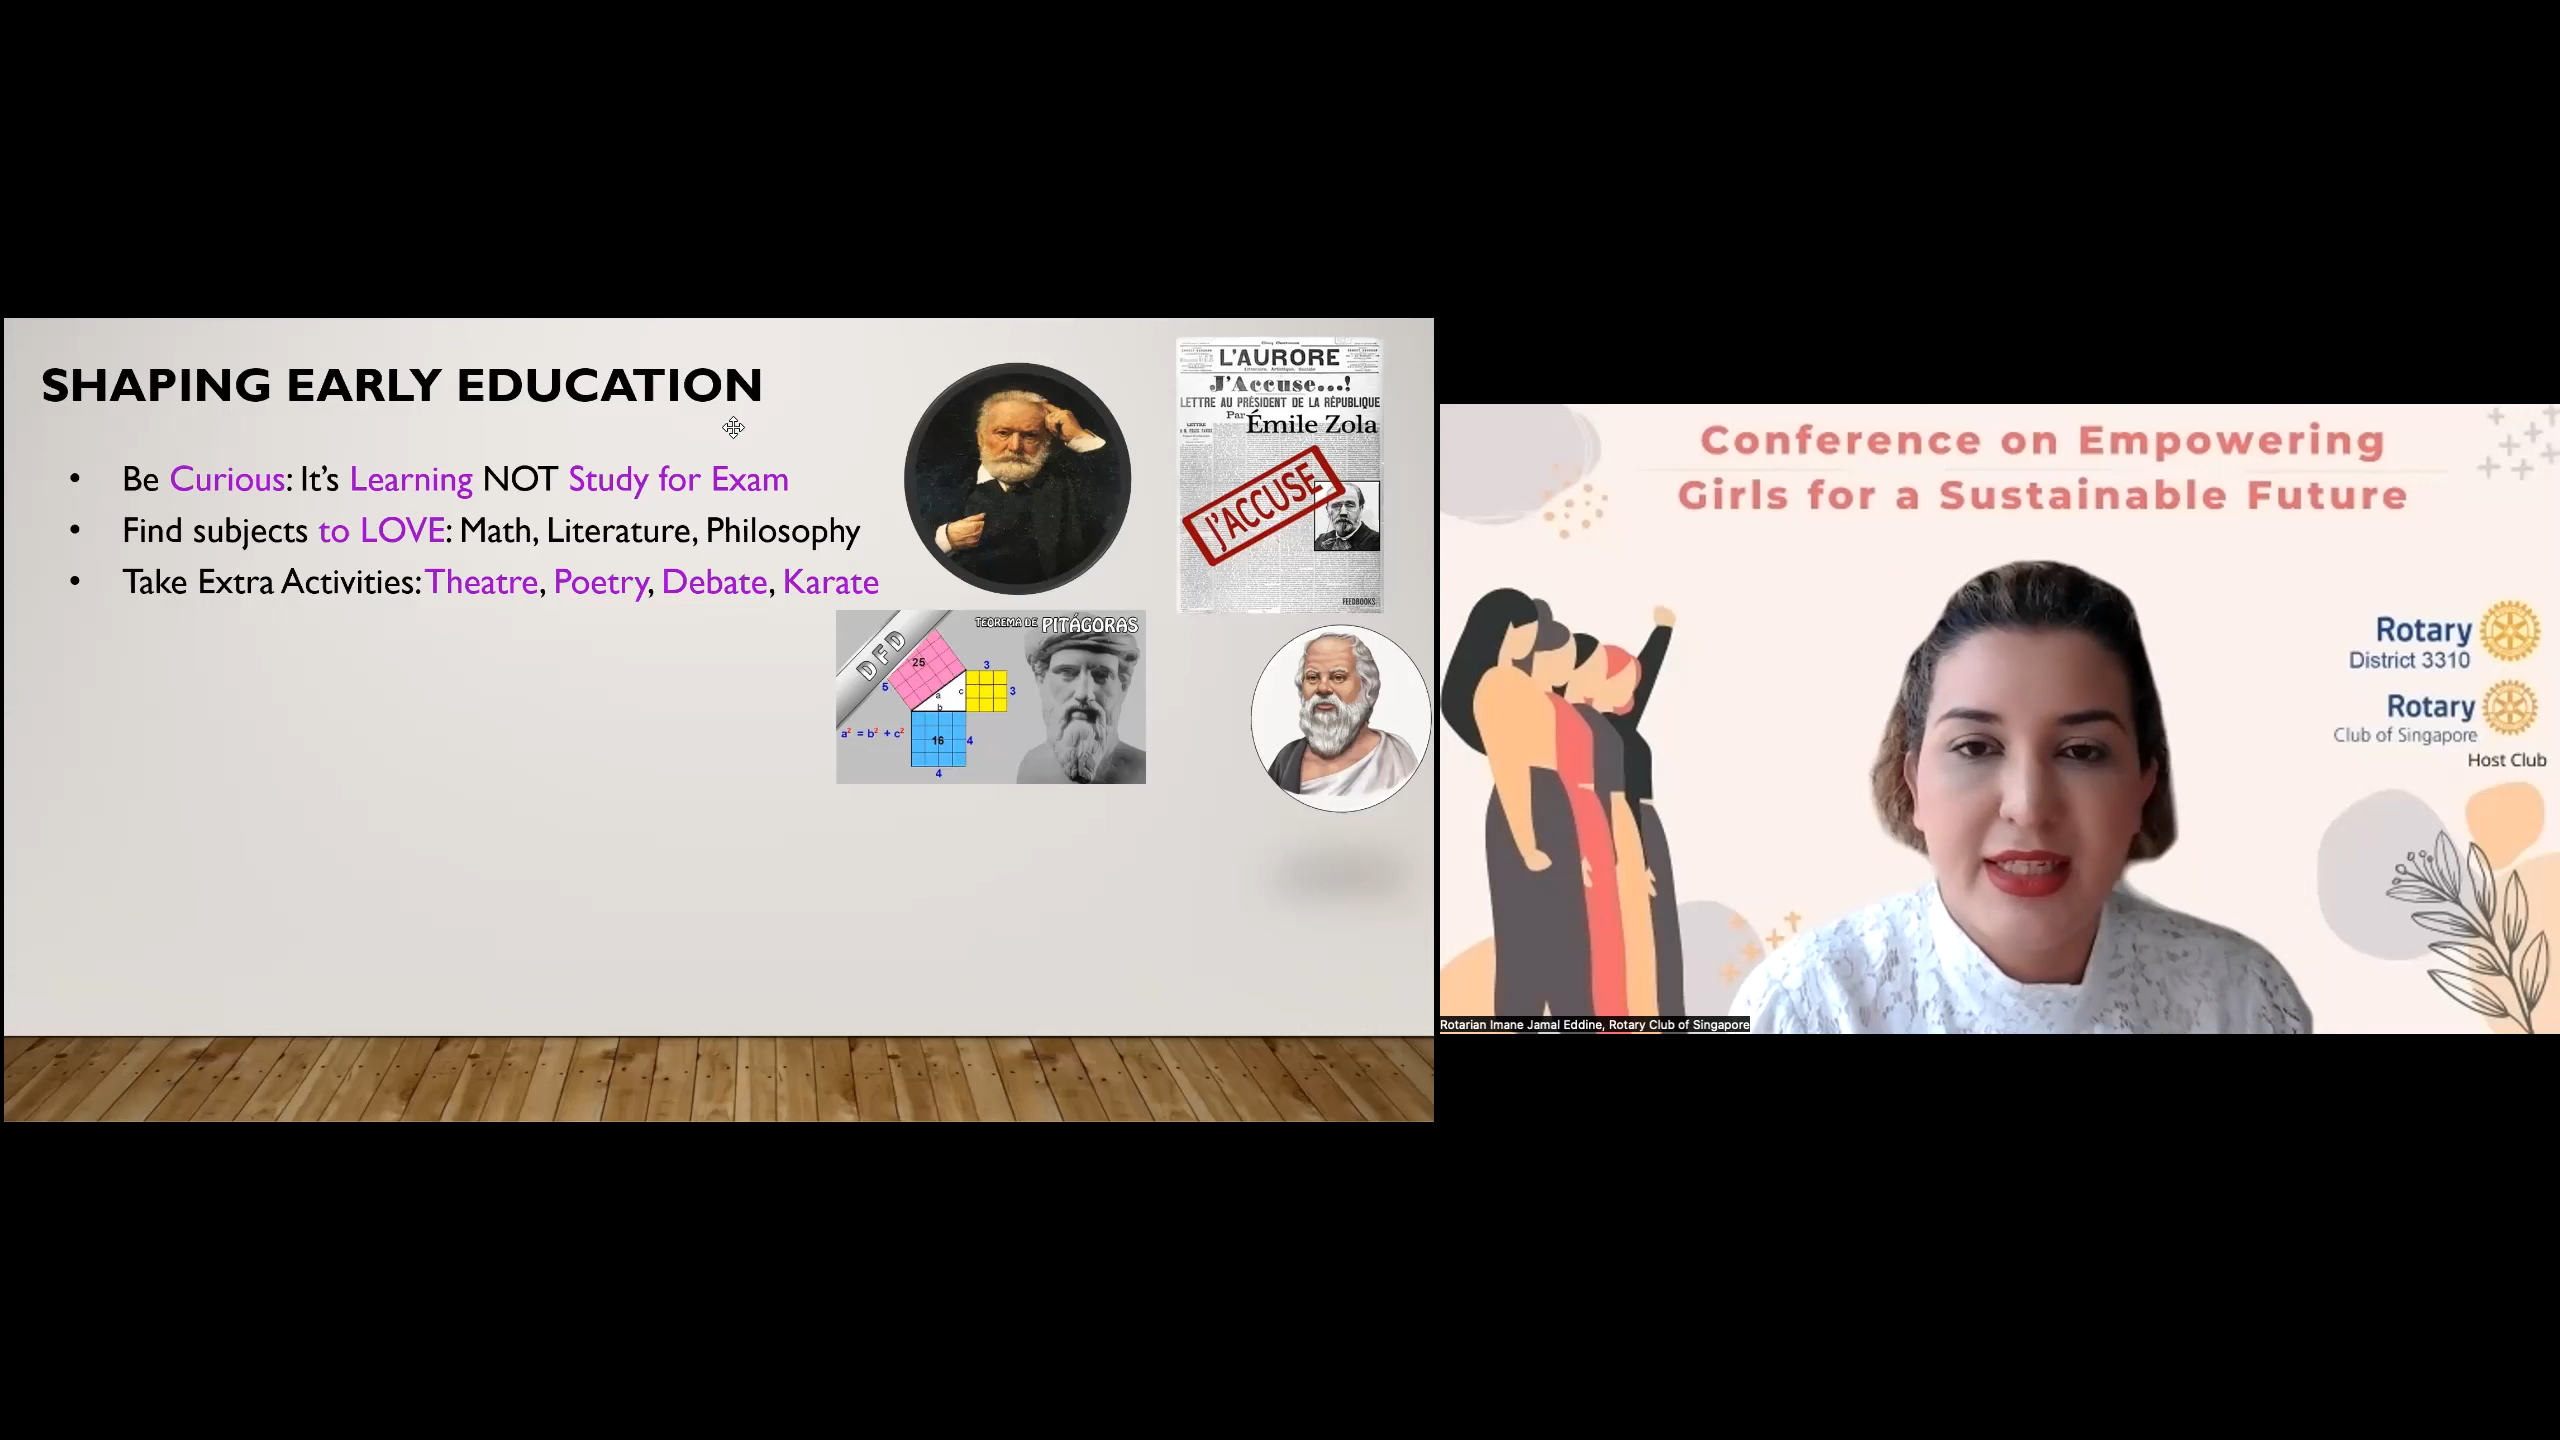 SHAPING EARLY EDUCATION
• Be Curious: It's Learning NOT Study for Exam
• Find subjects to LOVE: Math, Literature, Philosophy
• Take Extra Activities: Theatre, Poetry, Debate, Karate
L'AURORE
Littéraire, Artistique, Sociale
J'Accuse...!
LETTRE AU PRÉSIDENT DE LA RÉPUBLIQUE
Par Émile Zola
LETTRE
J'ACCUSE
FEEDBOOKS
DFD
TEOREMA DE PITÁGORAS
25
5
3
3
a
c
b
a² = b² + c²
16
4
4
Conference on Empowering
Girls for a Sustainable Future
Rotary
District 3310
Rotary
Club of Singapore
Host Club
Rotarian Imane Jamal Eddine, Rotary Club of Singapore